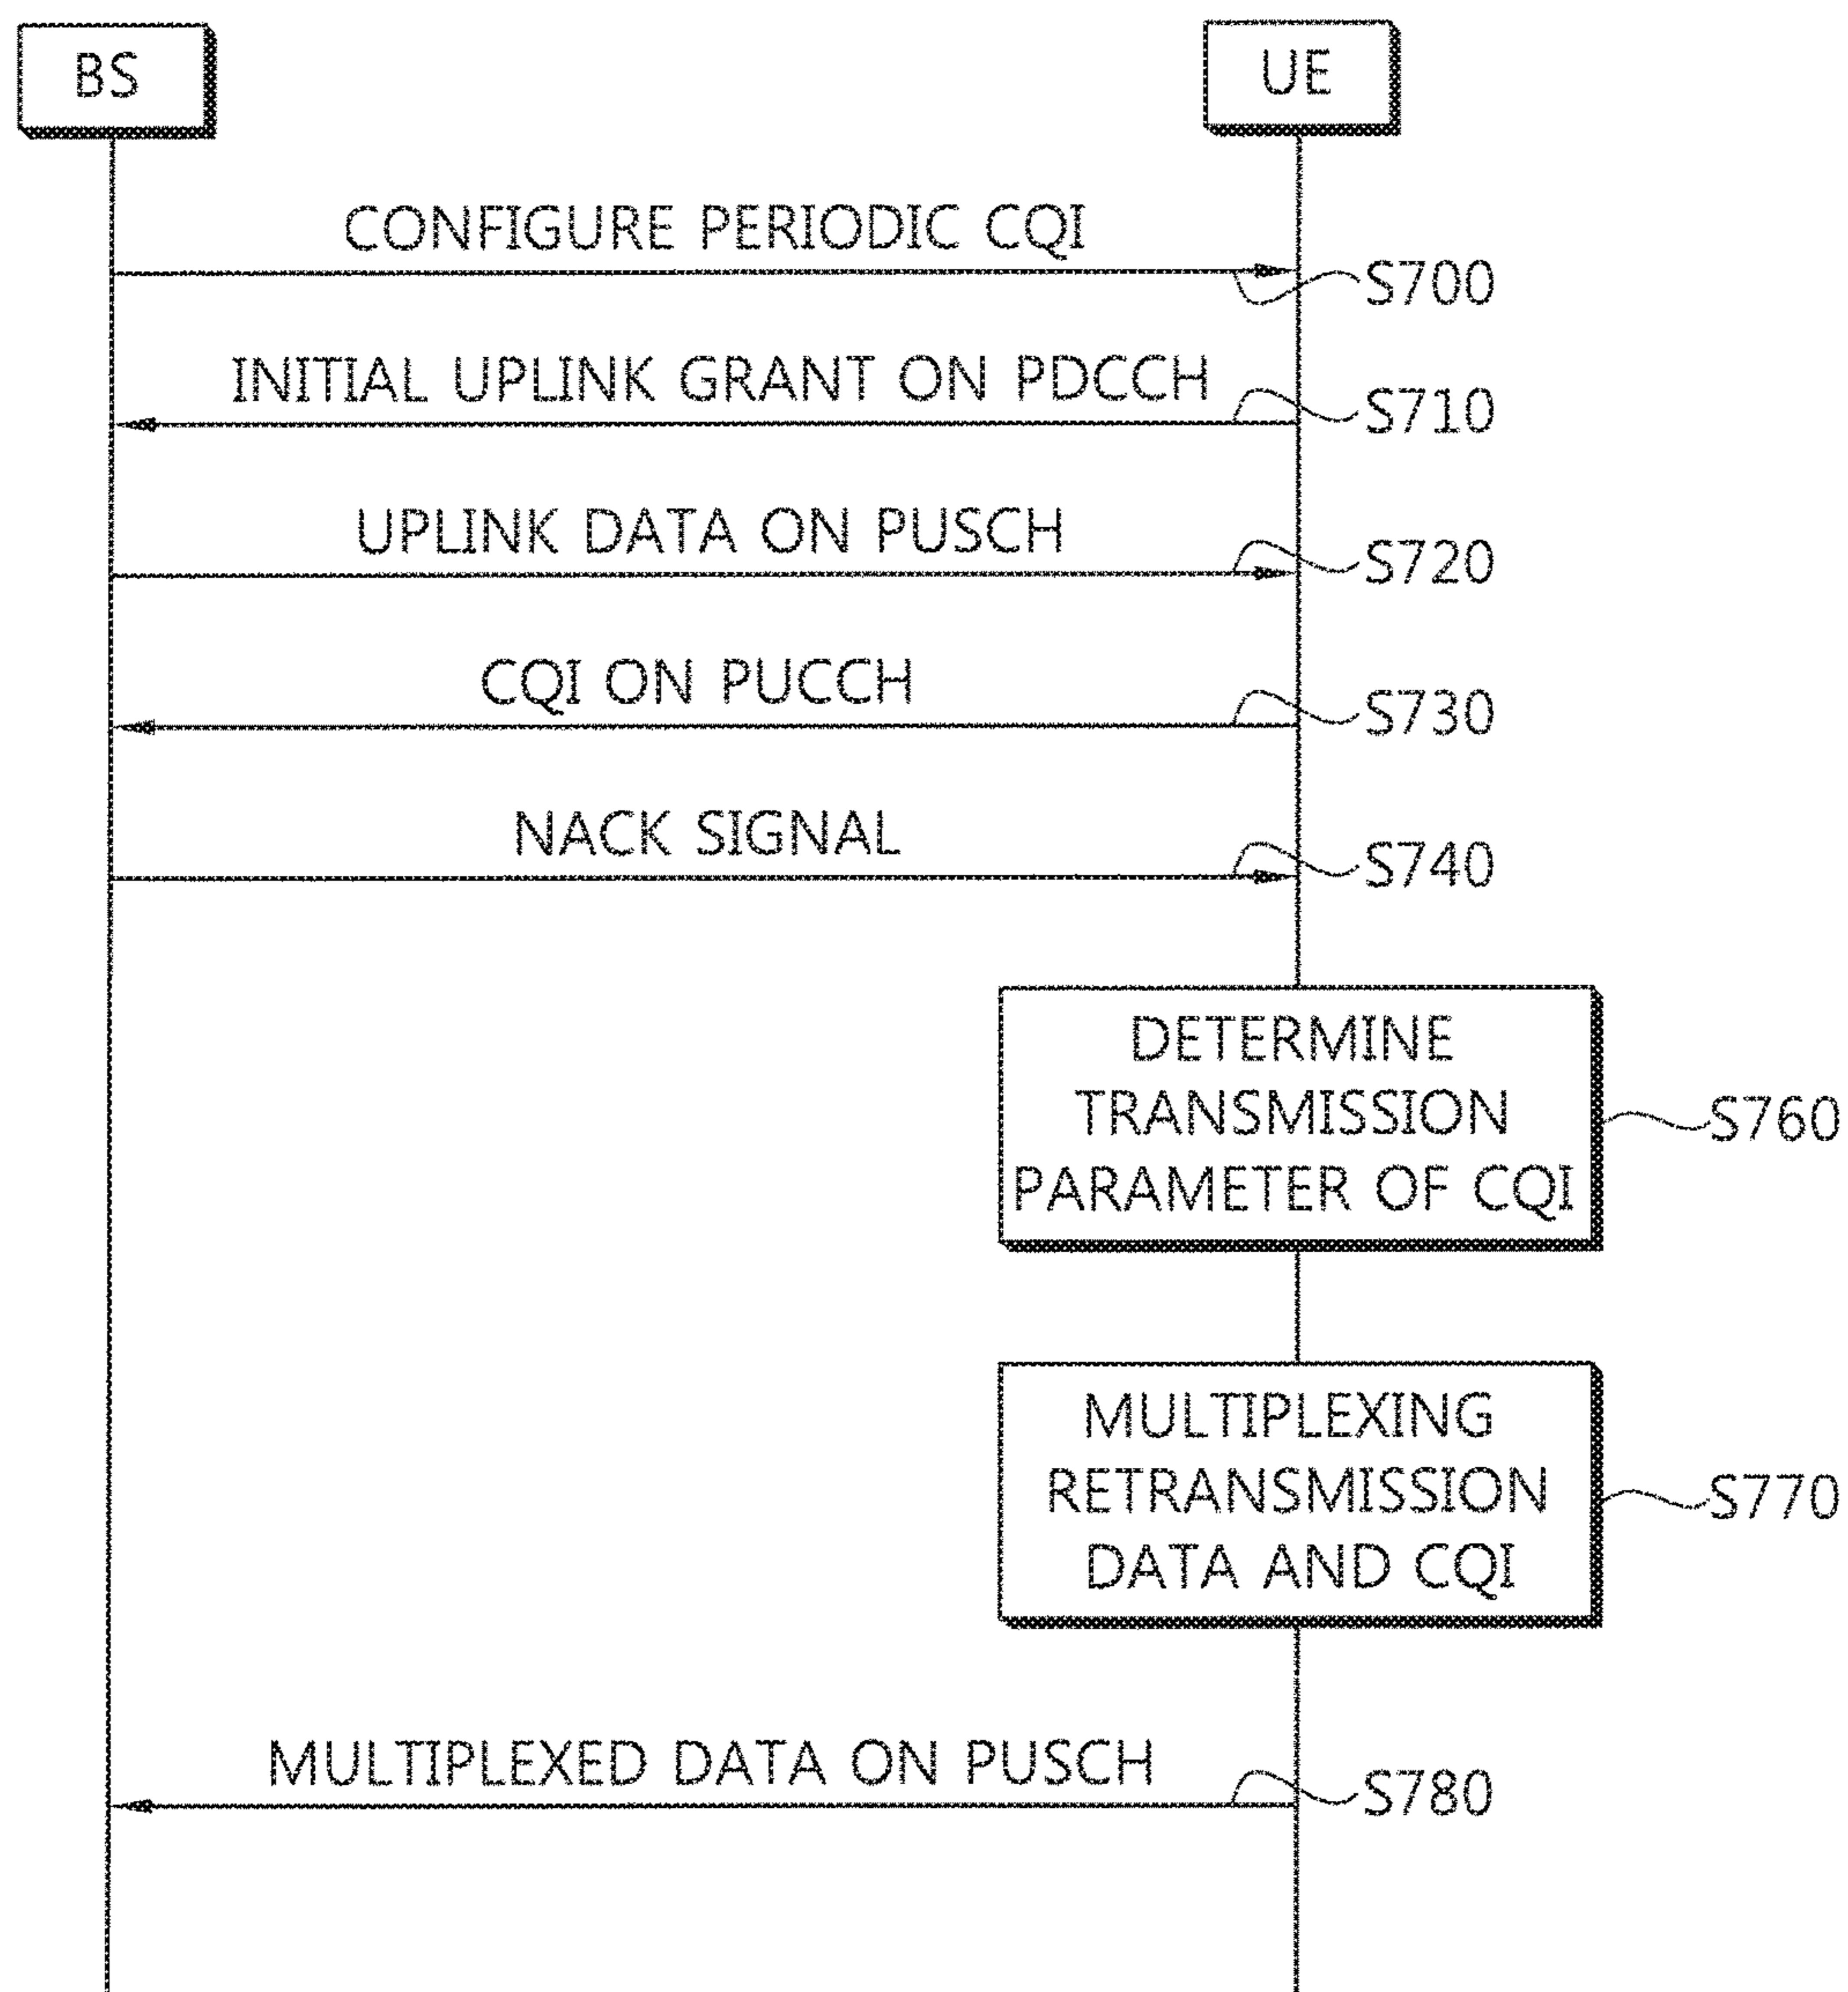 BS
UE
CONFIGURE PERIODIC CQI
S700
INITIAL UPLINK GRANT ON PDCCH
S710
UPLINK DATA ON PUSCH
S720
CQI ON PUCCH
S730
NACK SIGNAL
S740
DETERMINE
TRANSMISSION
PARAMETER OF CQI
S760
MULTIPLEXING
RETRANSMISSION
DATA AND CQI
S770
MULTIPLEXED DATA ON PUSCH
S780